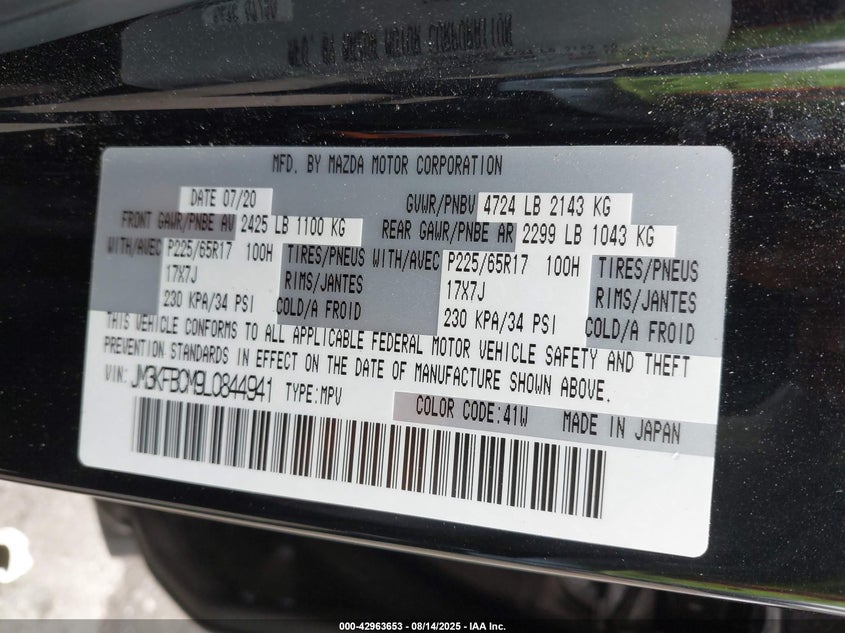 MFD. BY MAZDA MOTOR CORPORATION
DATE 07/20 GVWR/PNBV 4724 LB 2143 KG
FRONT GAWR/PNBE AV 2425 LB 1100 KG REAR GAWR/PNBE AR 2299 LB 1043 KG
WITH/AVEC P225/65R17 100H TIRES/PNEUS WITH/AVEC P225/65R17 100H TIRES/PNEUS
17X7J RIMS/JANTES 17X7J RIMS/JANTES
230 KPA/34 PSI COLD/A FROID 230 KPA/34 PSI COLD/A FROID
THIS VEHICLE CONFORMS TO ALL APPLICABLE FEDERAL MOTOR VEHICLE SAFETY AND THEFT
PREVENTION STANDARDS IN EFFECT ON THE DATE OF MANUFACTURE SHOWN ABOVE.
VIN: JM3KFBCM9L0844941 TYPE:MPV
COLOR CODE:41W MADE IN JAPAN
000-42963653 - 08/14/2025 - IAA Inc.